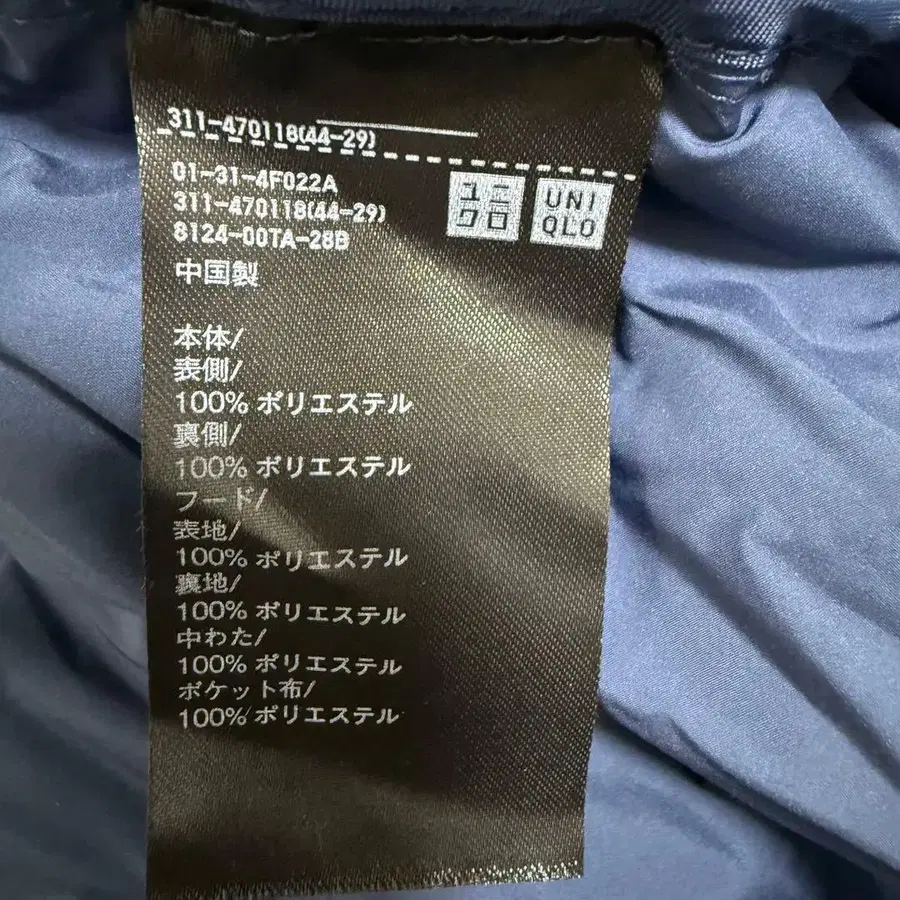 311-470118(44-29)
01-31-4F022A
311-470118(44-29)
8124-00TA-28B
ユニ
クロ
UNI
QLO
中国製
本体/
表側/
100% ポリエステル
裏側/
100% ポリエステル
フード/
表地/
100% ポリエステル
裏地/
100% ポリエステル
中わた/
100% ポリエステル
ポケット布/
100% ポリエステル